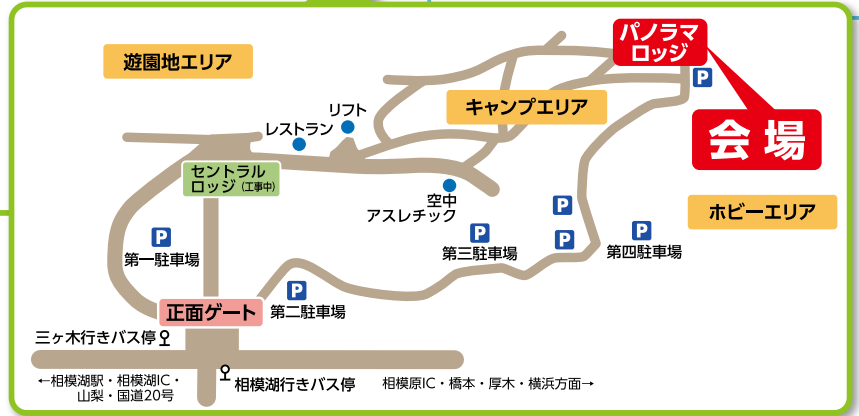 パノラマ
ロッジ
P
遊園地エリア
キャンプエリア
リフト
レストラン
会場
セントラル
ロッジ（工事中）
空中
アスレチック
P
ホビーエリア
P
第一駐車場
P
第三駐車場
P
P
第四駐車場
P
第二駐車場
正面ゲート
三ヶ木行きバス停
相模湖行きバス停
←相模湖駅・相模湖IC・
山梨・国道20号
相模原IC・橋本・厚木・横浜方面→